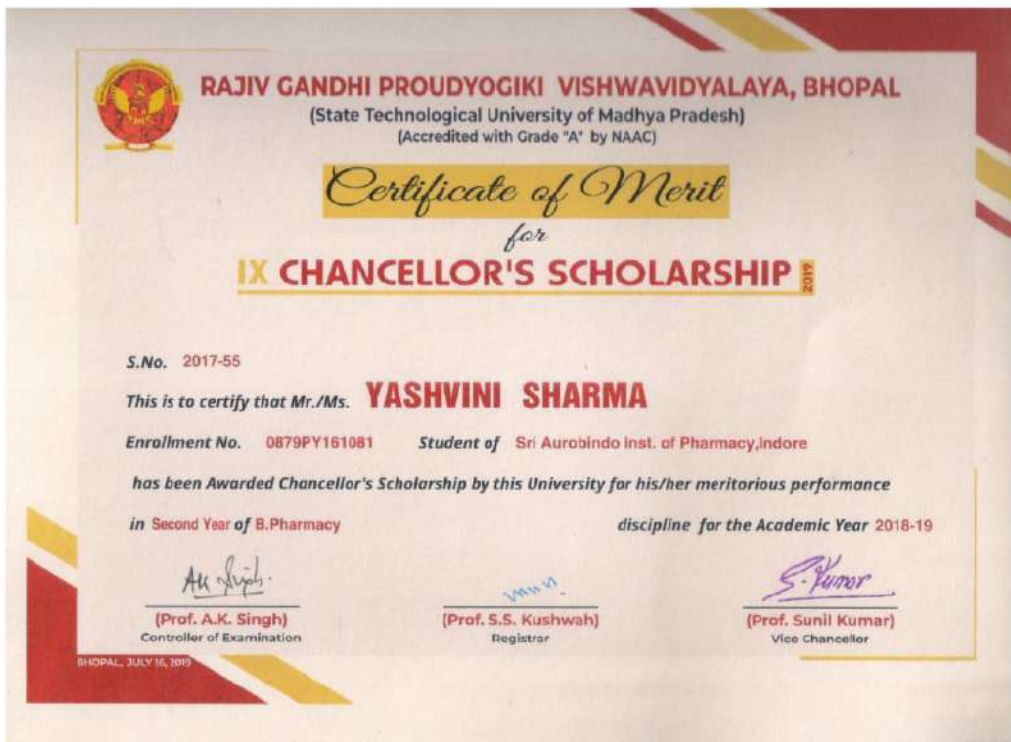 RAJIV GANDHI PROUDYOGIKI VISHWAVIDYALAYA, BHOPAL
(State Technological University of Madhya Pradesh)
(Accredited with Grade "A" by NAAC)
Certificate of Merit
for
IX CHANCELLOR'S SCHOLARSHIP 2019
S.No. 2017-55
This is to certify that Mr./Ms. YASHVINI SHARMA
Enrollment No. 0879PY161081 Student of Sri Aurobindo Inst. of Pharmacy,Indore
has been Awarded Chancellor's Scholarship by this University for his/her meritorious performance
in Second Year of B.Pharmacy discipline for the Academic Year 2018-19
AK Singh. S. Kumar
(Prof. A.K. Singh) (Prof. S.S. Kushwah) (Prof. Sunil Kumar)
Controller of Examination Registrar Vice Chancellor
BHOPAL, JULY 16, 2019